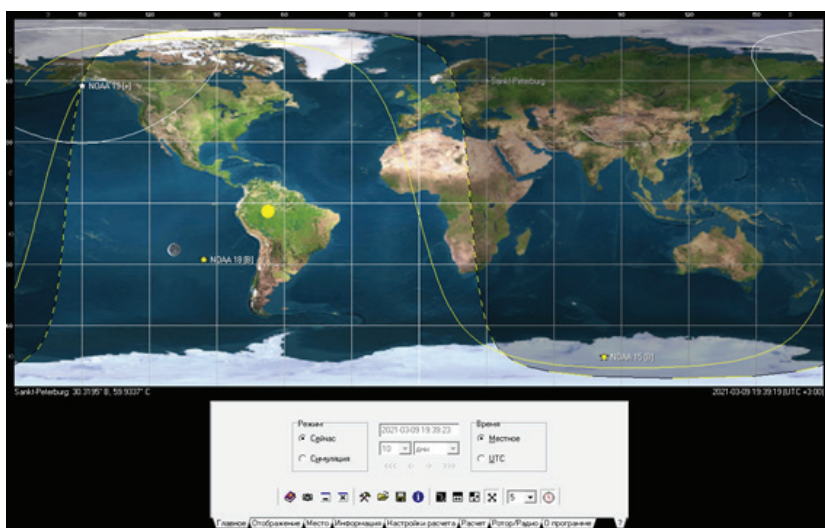 NOAA 19 [+]
Sankt-Peterburg
NOAA 18 [В]
NOAA 15 [В]
Sankt-Peterburg: 30.3195° В, 59.9337° С
2021-03-09 19:39:19 (UTC +3:00)
Режим
Сейчас
Симуляция
2021-03-09 19:39:23
10 дни
<<< <- -> >>>
Время
Местное
UTC
5
Главное Отображение Место Информация Настройки расчета Расчет Ротор/Радио О программе ?